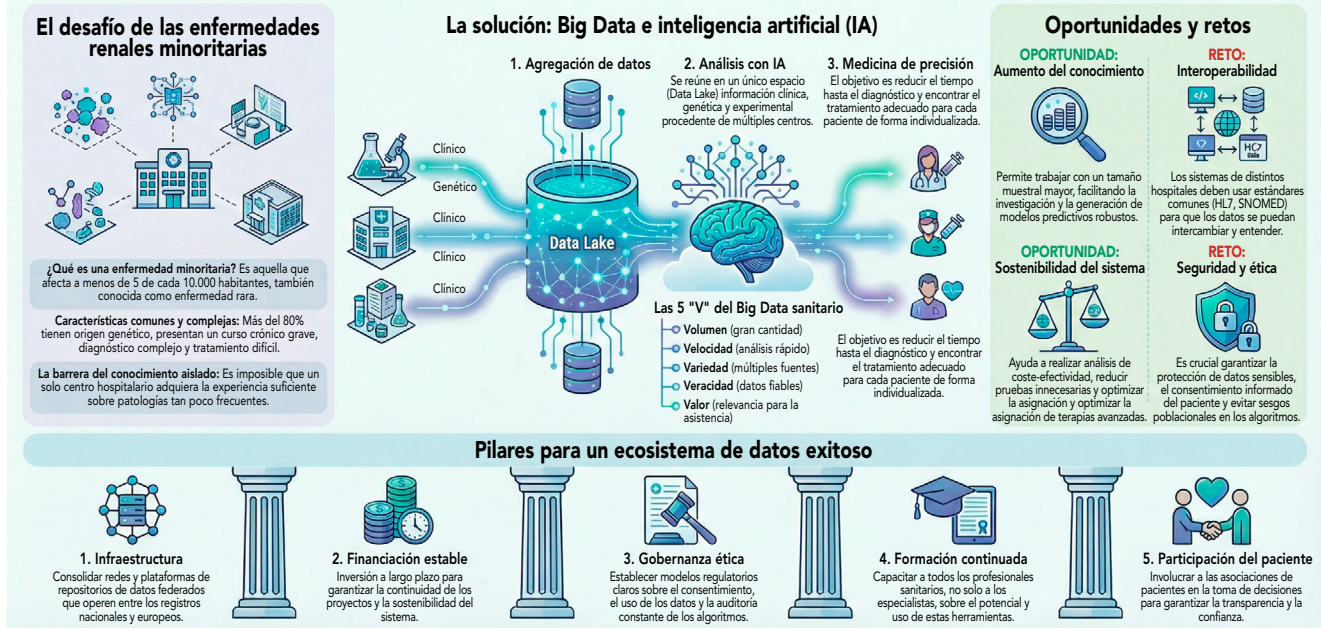 El desafío de las enfermedades
renales minoritarias
¿Qué es una enfermedad minoritaria? Es aquella que
afecta a menos de 5 de cada 10.000 habitantes, también
conocida como enfermedad rara.
Características comunes y complejas: Más del 80%
tienen origen genético, presentan un curso crónico grave,
diagnóstico complejo y tratamiento difícil.
La barrera del conocimiento aislado: Es imposible que un
solo centro hospitalario adquiera la experiencia suficiente
sobre patologías tan poco frecuentes.
La solución: Big Data e inteligencia artificial (IA)
1. Agregación de datos
Clínico
Genético
Clínico
Clínico
Data Lake
2. Análisis con IA
Se reúne en un único espacio
(Data Lake) información clínica,
genética y experimental
procedente de múltiples centros.
Las 5 "V" del Big Data sanitario
Volumen (gran cantidad)
Velocidad (análisis rápido)
Variedad (múltiples fuentes)
Veracidad (datos fiables)
Valor (relevancia para la
asistencia)
3. Medicina de precisión
El objetivo es reducir el tiempo
hasta el diagnóstico y encontrar el
tratamiento adecuado para cada
paciente de forma individualizada.
El objetivo es reducir el tiempo
hasta el diagnóstico y encontrar
el tratamiento adecuado
para cada paciente de forma
individualizada.
Oportunidades y retos
OPORTUNIDAD:
Aumento del conocimiento
Permite trabajar con un tamaño
muestral mayor, facilitando la
investigación y la generación de
modelos predictivos robustos.
RETO:
Interoperabilidad
</>
HC7
Los sistemas de distintos
hospitales deben usar estándares
comunes (HL7, SNOMED)
para que los datos se puedan
intercambiar y entender.
OPORTUNIDAD:
Sostenibilidad del sistema
Ayuda a realizar análisis de
coste-efectividad, reducir
pruebas innecesarias y optimizar
la asignación y optimizar la
asignación de terapias avanzadas.
RETO:
Seguridad y ética
Es crucial garantizar la
protección de datos sensibles,
el consentimiento informado
del paciente y evitar sesgos
poblacionales en los algoritmos.
Pilares para un ecosistema de datos exitoso
1. Infraestructura
Consolidar redes y plataformas de
repositorios de datos federados
que operen entre los registros
nacionales y europeos.
2. Financiación estable
Inversión a largo plazo para
garantizar la continuidad de los
proyectos y la sostenibilidad del
sistema.
3. Gobernanza ética
Establecer modelos regulatorios
claros sobre el consentimiento,
el uso de los datos y la auditoría
constante de los algoritmos.
4. Formación continuada
Capacitar a todos los profesionales
sanitarios, no solo a los
especialistas, sobre el potencial y
uso de estas herramientas.
5. Participación del paciente
Involucrar a las asociaciones de
pacientes en la toma de decisiones
para garantizar la transparencia y la
confianza.